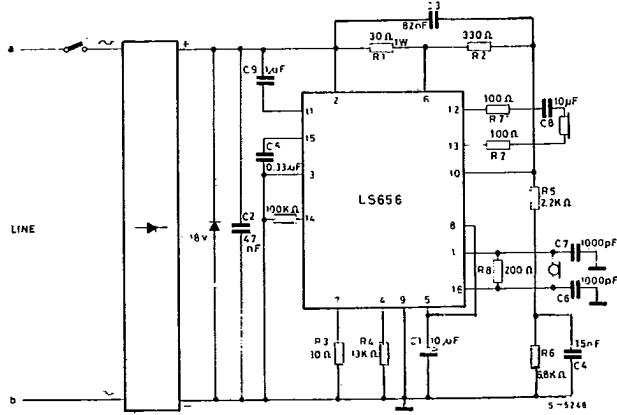 C3
82nF
a
+
30Ω
1W
R1
330Ω
R2
C9
1µF
11
2
6
12
100Ω
R7'
10µF
C8
15
C5
0.33µF
3
100Ω
R7
13
10
LS656
100KΩ
14
R5
2.2KΩ
8
LINE
18v
C2
47
nF
1
R8
200Ω
C7
1000pF
16
C6
1000pF
7
4
9
5
R3
30Ω
R4
13KΩ
C1
10µF
R6
6.8KΩ
15nF
C4
b
-
S-5246